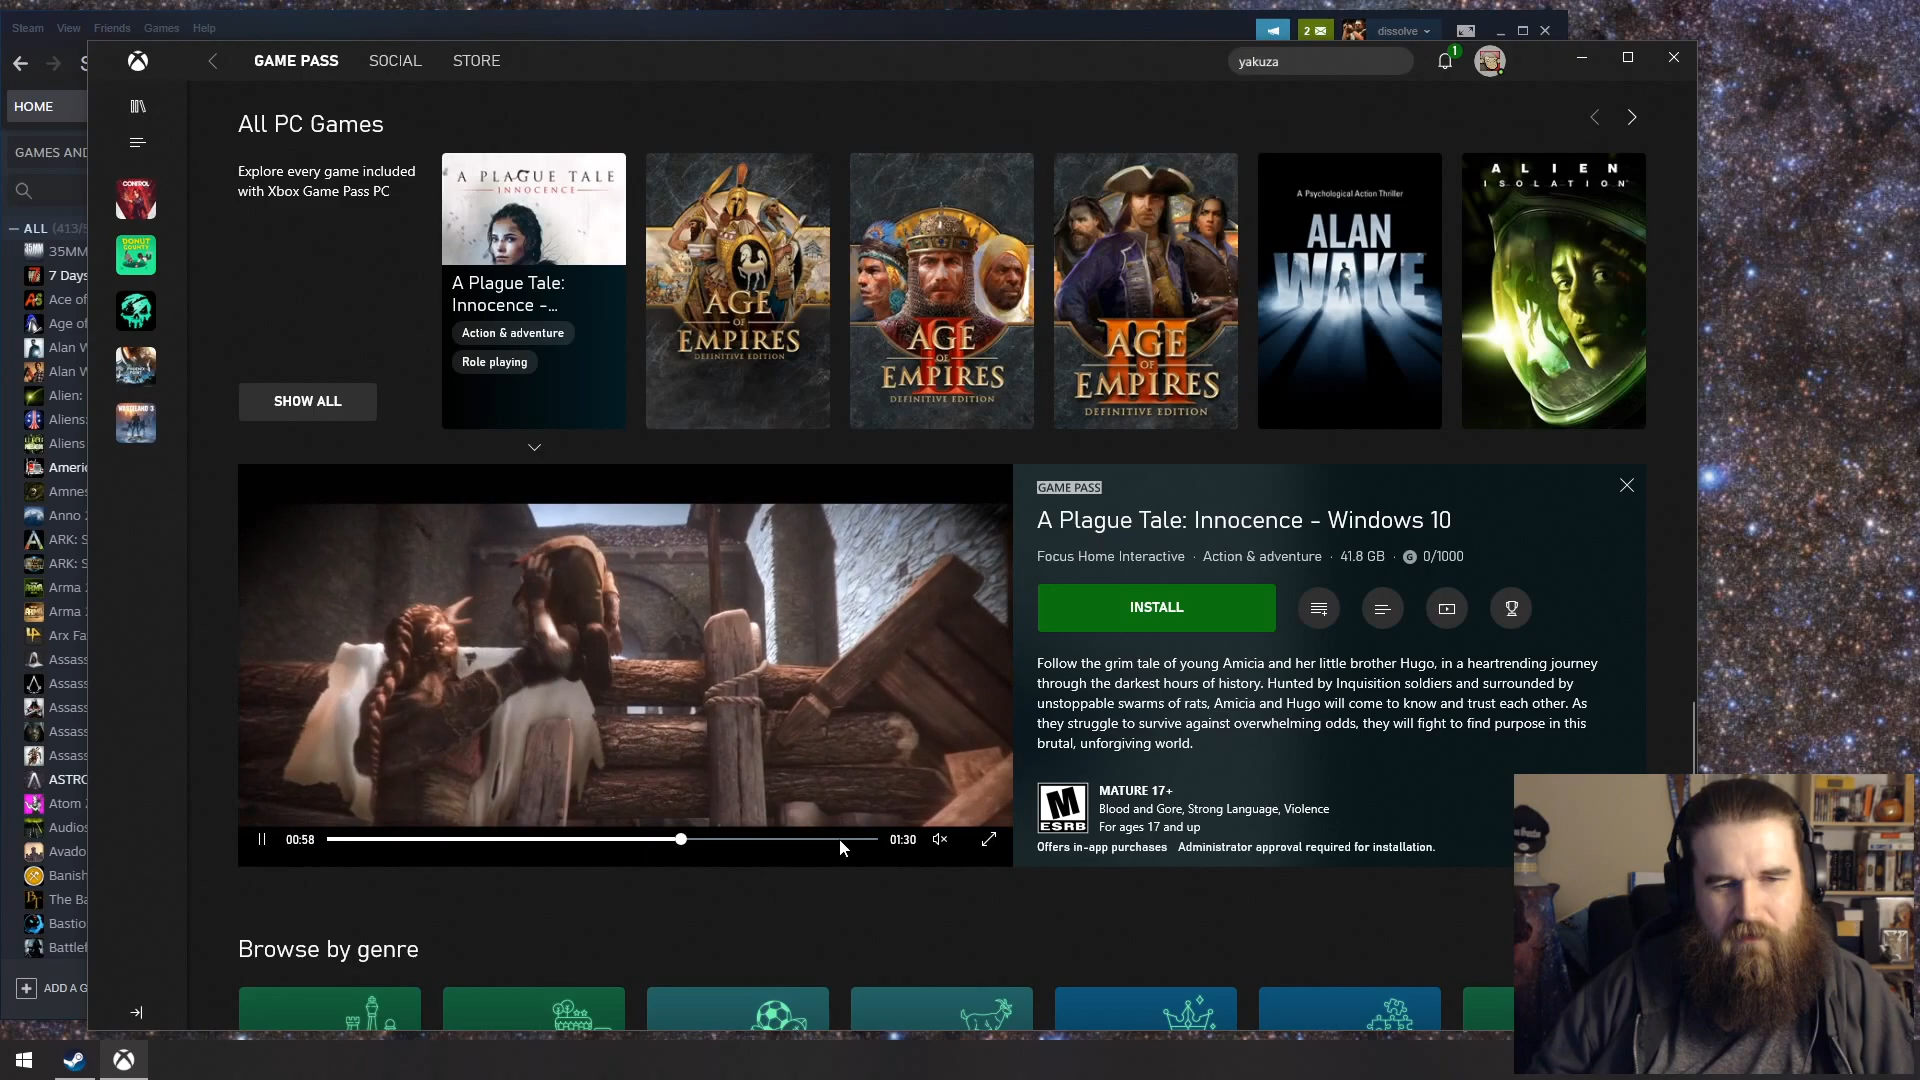 Steam View Friends Games Help
2
dissolve
GAME PASS SOCIAL STORE
yakuza
1
HOME
GAMES AND
ALL (413/5
35MM
7 Days
Ace of
Age of
Alan W
Alan W
Alien:
Aliens:
Aliens
Americ
Amnes
Anno
ARK: S
ARK: S
Arma
Arma
Arx Fa
Assass
Assass
Assass
Assass
Assass
ASTRO
Atom
Audios
Avado
Banish
The Ba
Bastio
Battlef
ADD A G
CONTROL
DONUT
COUNTY
PHOENIX
POINT
WASTELAND 3
All PC Games
Explore every game included
with Xbox Game Pass PC
SHOW ALL
A PLAGUE TALE
INNOCENCE
A Plague Tale:
Innocence -...
Action & adventure
Role playing
AGE
OF
EMPIRES
DEFINITIVE EDITION
AGE
II
OF
EMPIRES
DEFINITIVE EDITION
AGE
III
OF
EMPIRES
DEFINITIVE EDITION
A Psychological Action Thriller
ALAN
WAKE
ALIEN
ISOLATION
GAME PASS
A Plague Tale: Innocence - Windows 10
Focus Home Interactive · Action & adventure · 41.8 GB · G 0/1000
INSTALL
Follow the grim tale of young Amicia and her little brother Hugo, in a heartrending journey
through the darkest hours of history. Hunted by Inquisition soldiers and surrounded by
unstoppable swarms of rats, Amicia and Hugo will come to know and trust each other. As
they struggle to survive against overwhelming odds, they will fight to find purpose in this
brutal, unforgiving world.
M
ESRB
MATURE 17+
Blood and Gore, Strong Language, Violence
For ages 17 and up
Offers in-app purchases Administrator approval required for installation.
00:58
01:30
Browse by genre